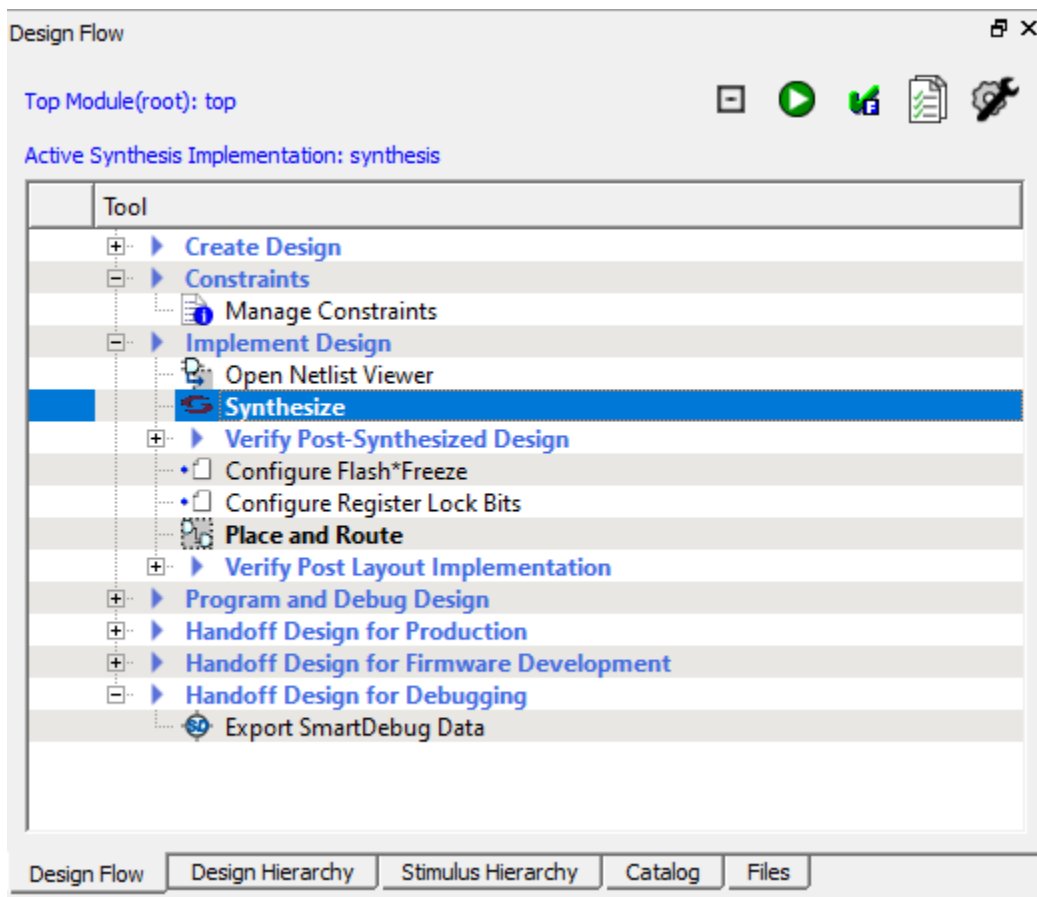 Design Flow
Top Module(root): top
Active Synthesis Implementation: synthesis
Tool
Create Design
Constraints
Manage Constraints
Implement Design
Open Netlist Viewer
Synthesize
Verify Post-Synthesized Design
Configure Flash*Freeze
Configure Register Lock Bits
Place and Route
Verify Post Layout Implementation
Program and Debug Design
Handoff Design for Production
Handoff Design for Firmware Development
Handoff Design for Debugging
Export SmartDebug Data
Design Flow Design Hierarchy Stimulus Hierarchy Catalog Files